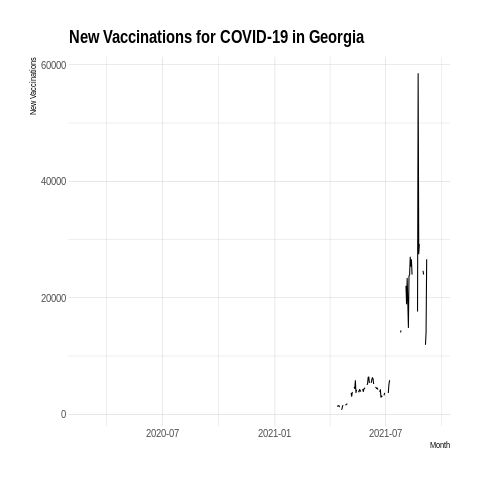 New Vaccinations for COVID-19 in Georgia
New Vaccinations
60000
40000
20000
0
2020-07
2021-01
2021-07
Month